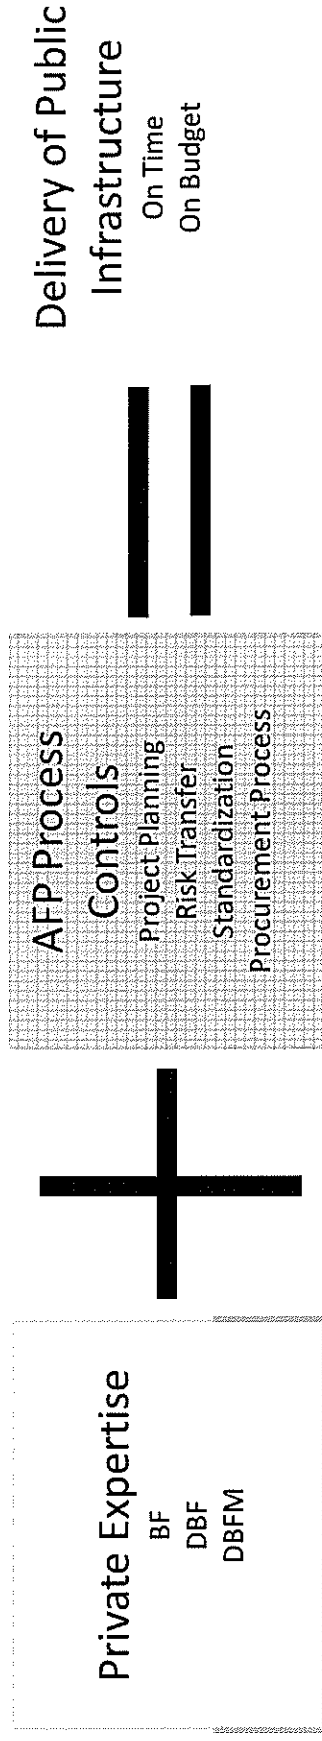 Private Expertise
BF
DBF
DBFM
+
AFP Process
Controls
Project Planning
Risk Transfer
Standardization
Procurement Process
=
Delivery of Public
Infrastructure
On Time
On Budget